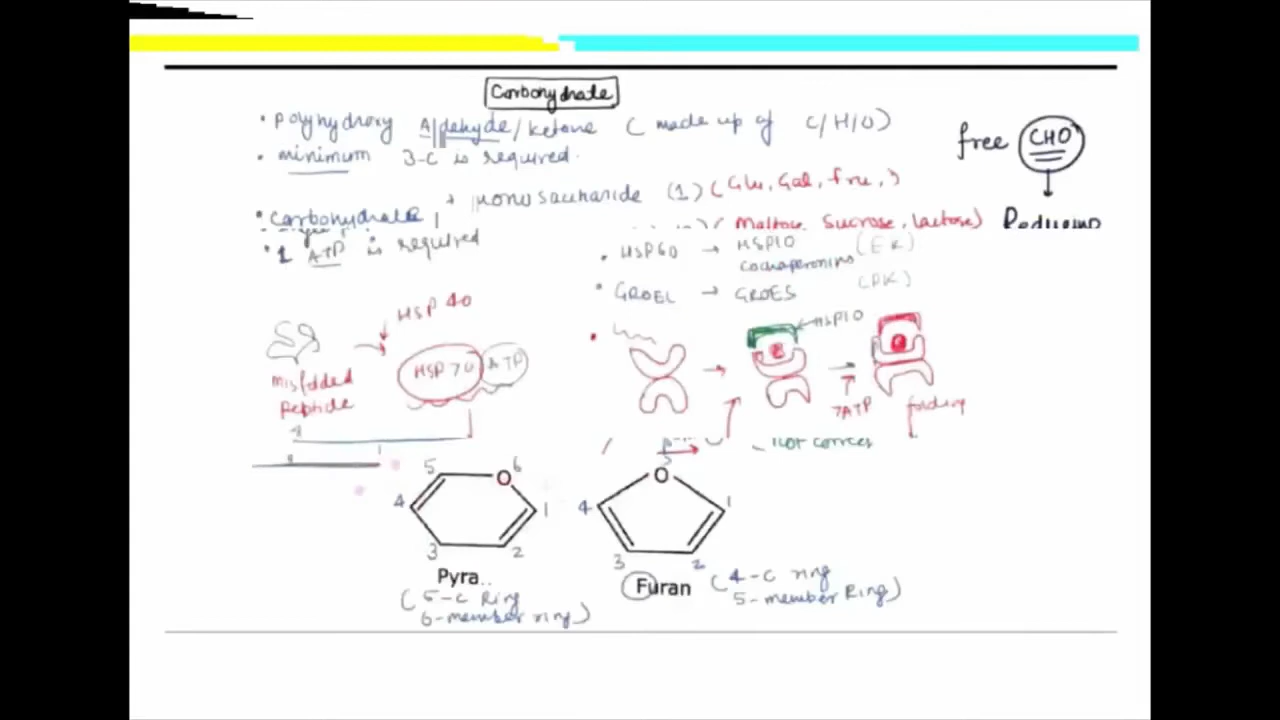 Carbohydrate
• polyhydroxy Aldehyde/ketone ( made up of C/H/O)
• minimum 3-C is required.
free CHO
• Carbohydrate
Monosaccharide (1) ( Glu, Gal, fru, )
( Maltose, Sucrose, lactose)
• 1 ATP is required
• HSP60 → HSP10 (EK)
cochaperonins
• GROEL → GROES (PK)
HSP 40
misfolded
Peptide
HSP 70 ATP
HSP10
7ATP
folding
not correct
5 O 6
4 1
3 2
Pyra..
( 5-C Ring
6-member ring)
5
O
4 1
3 2
Furan
( 4-C ring
5-member Ring)